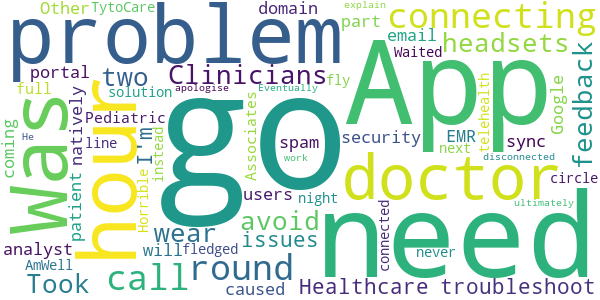 Other TytoCare domain explain
problem App connecting
part email
Waited headsets
portal two Clinicians fly
full solution apologise Eventually
was hour go Google feedback
coming natively Pediatric I'm spam security EMR telehealth sync
He line instead Associates work users next disconnected
patient Horrible night doctor circle
wear avoid connected need
analyst issues never ultimately
AmWell will fledged round
Took call caused Healthcare troubleshoot